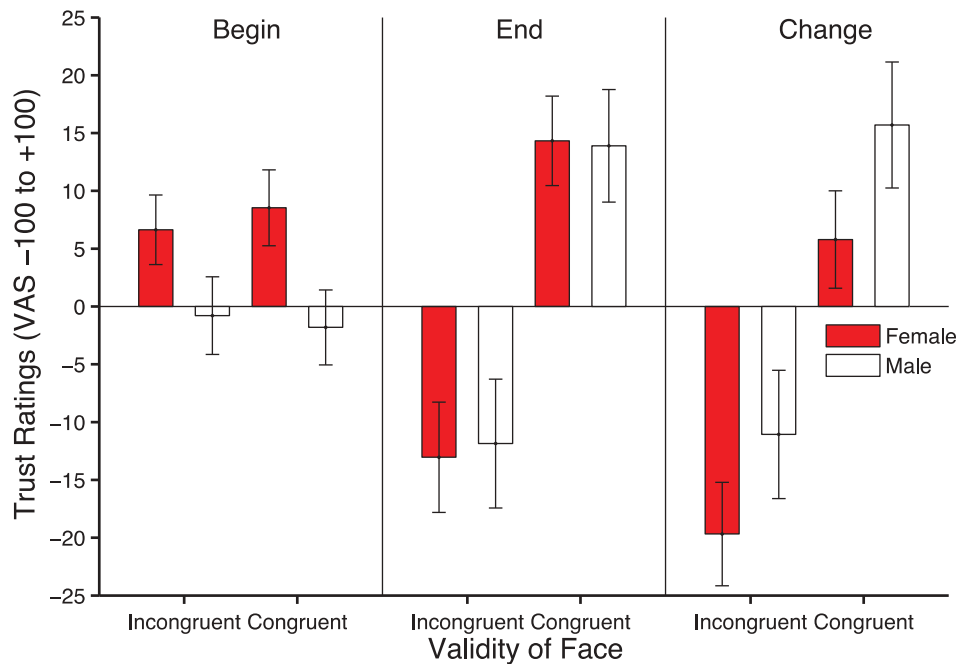 Begin
End
Change
Trust Ratings (VAS −100 to +100)
25
20
15
10
5
0
−5
−10
−15
−20
−25
Female
Male
Incongruent Congruent
Incongruent Congruent
Incongruent Congruent
Validity of Face